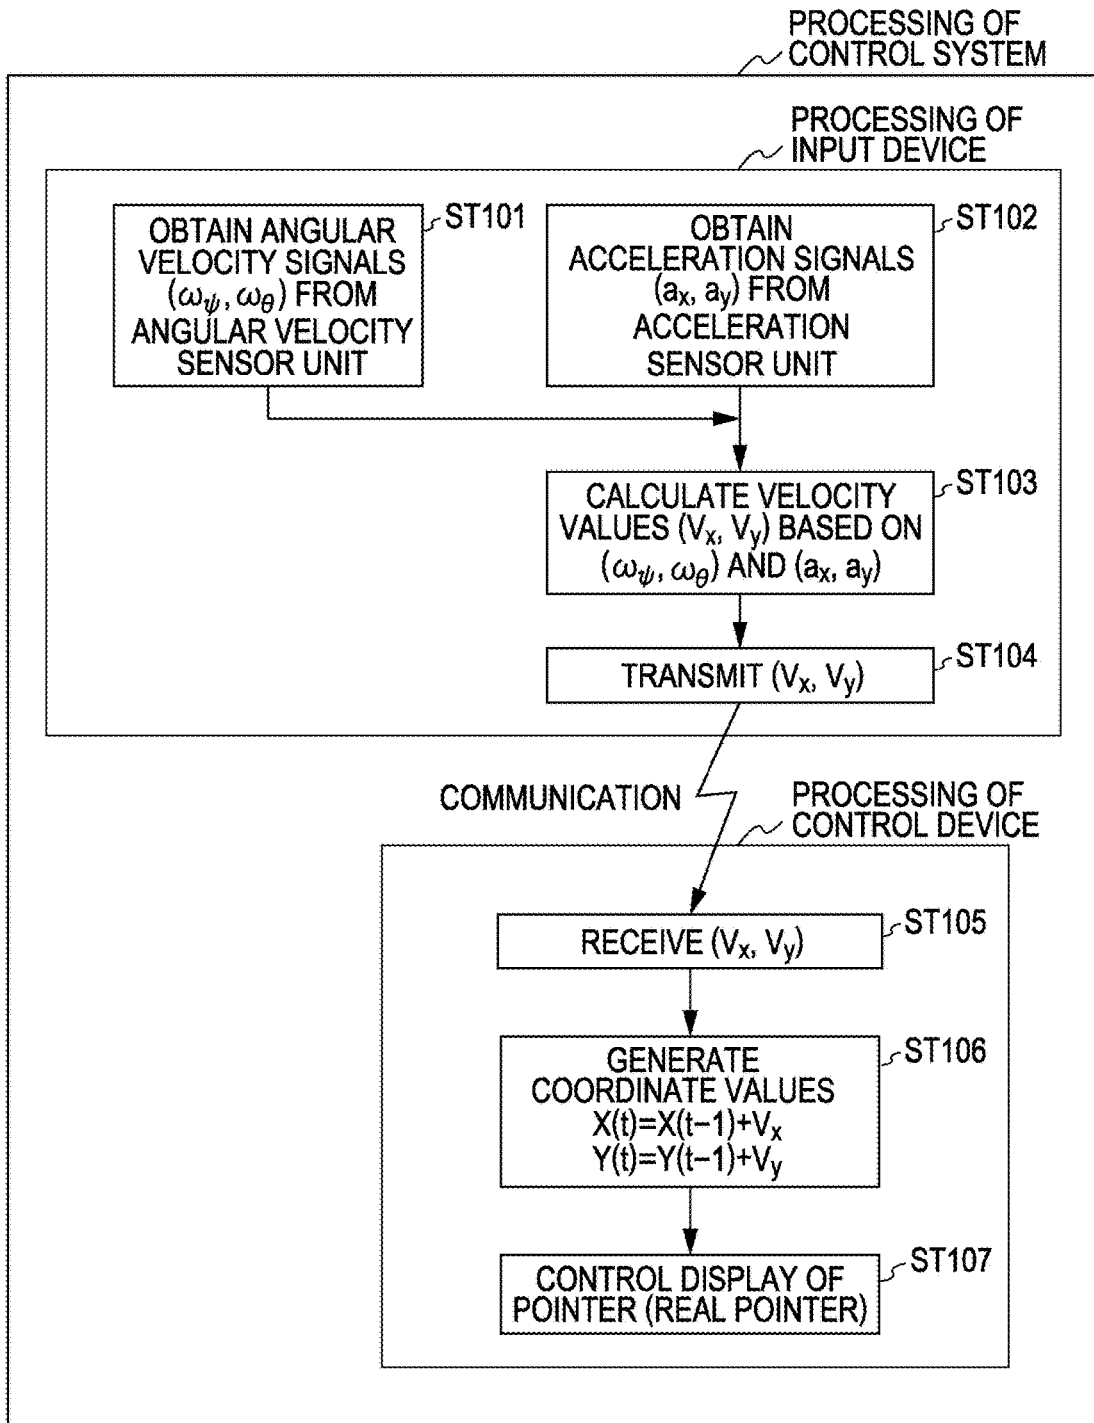 PROCESSING OF
CONTROL SYSTEM
PROCESSING OF
INPUT DEVICE
OBTAIN ANGULAR
VELOCITY SIGNALS
(ωψ, ωθ) FROM
ANGULAR VELOCITY
SENSOR UNIT
ST101
OBTAIN
ACCELERATION SIGNALS
(ax, ay) FROM
ACCELERATION
SENSOR UNIT
ST102
CALCULATE VELOCITY
VALUES (Vx, Vy) BASED ON
(ωψ, ωθ) AND (ax, ay)
ST103
TRANSMIT (Vx, Vy)
ST104
COMMUNICATION
PROCESSING OF
CONTROL DEVICE
RECEIVE (Vx, Vy)
ST105
GENERATE
COORDINATE VALUES
X(t)=X(t−1)+Vx
Y(t)=Y(t−1)+Vy
ST106
CONTROL DISPLAY OF
POINTER (REAL POINTER)
ST107